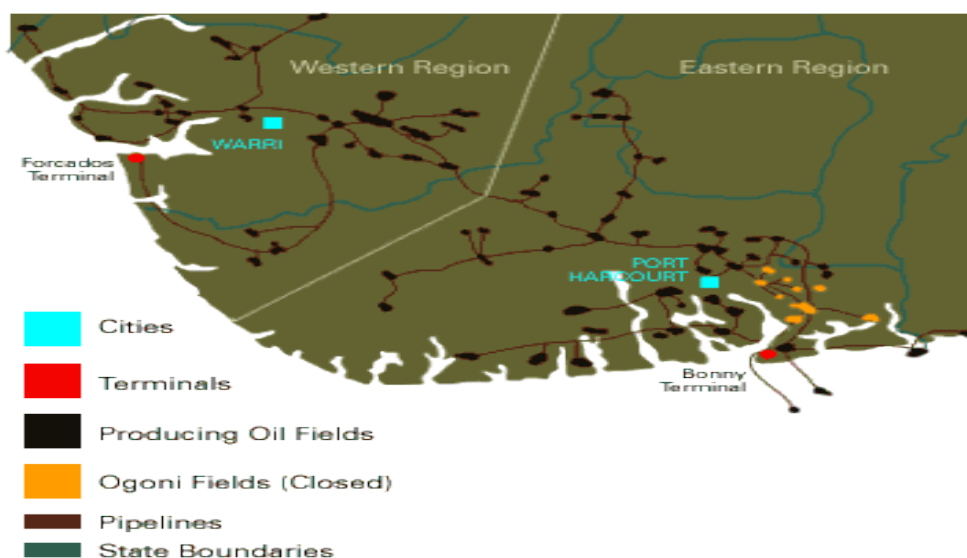 Western Region
Eastern Region
WARRI
Forcados
Terminal
PORT
HARCOURT
Bonny
Terminal
Cities
Terminals
Producing Oil Fields
Ogoni Fields (Closed)
Pipelines
State Boundaries